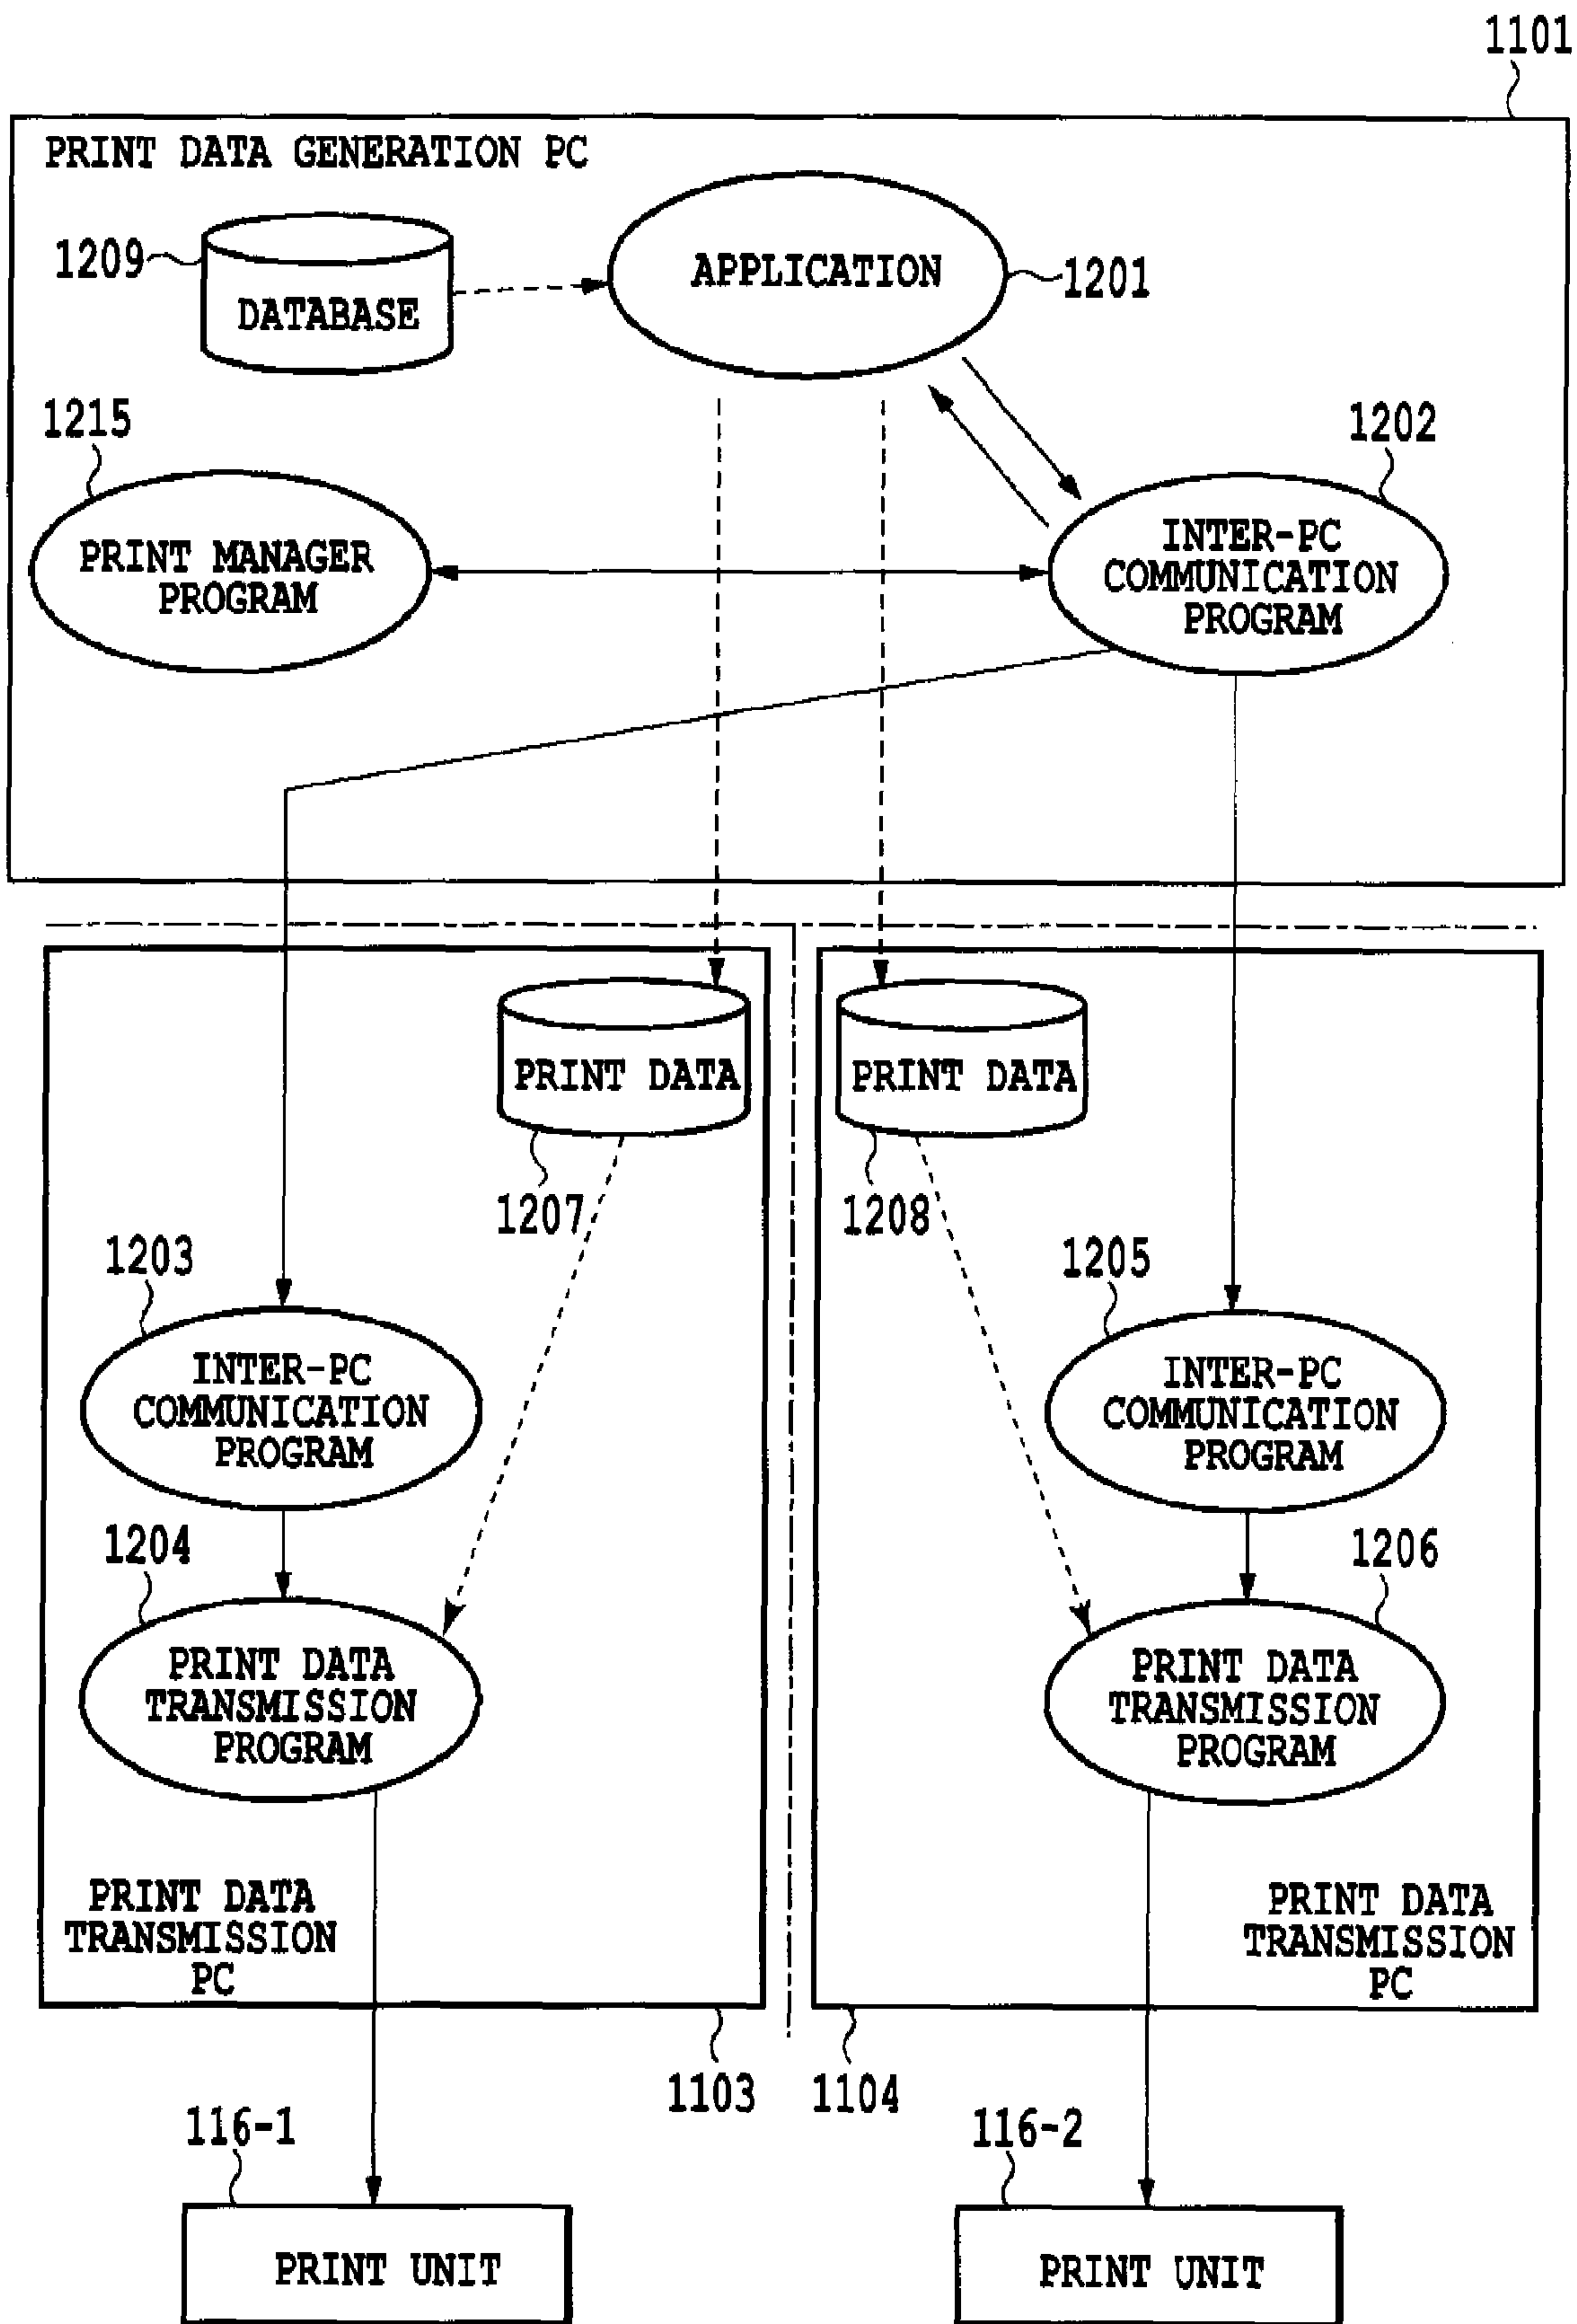 1101
PRINT DATA GENERATION PC
1209
DATABASE
APPLICATION
1201
1215
PRINT MANAGER
PROGRAM
1202
INTER-PC
COMMUNICATION
PROGRAM
PRINT DATA
1207
PRINT DATA
1208
1203
INTER-PC
COMMUNICATION
PROGRAM
1205
INTER-PC
COMMUNICATION
PROGRAM
1204
PRINT DATA
TRANSMISSION
PROGRAM
1206
PRINT DATA
TRANSMISSION
PROGRAM
PRINT DATA
TRANSMISSION
PC
PRINT DATA
TRANSMISSION
PC
1103
1104
116-1
PRINT UNIT
116-2
PRINT UNIT